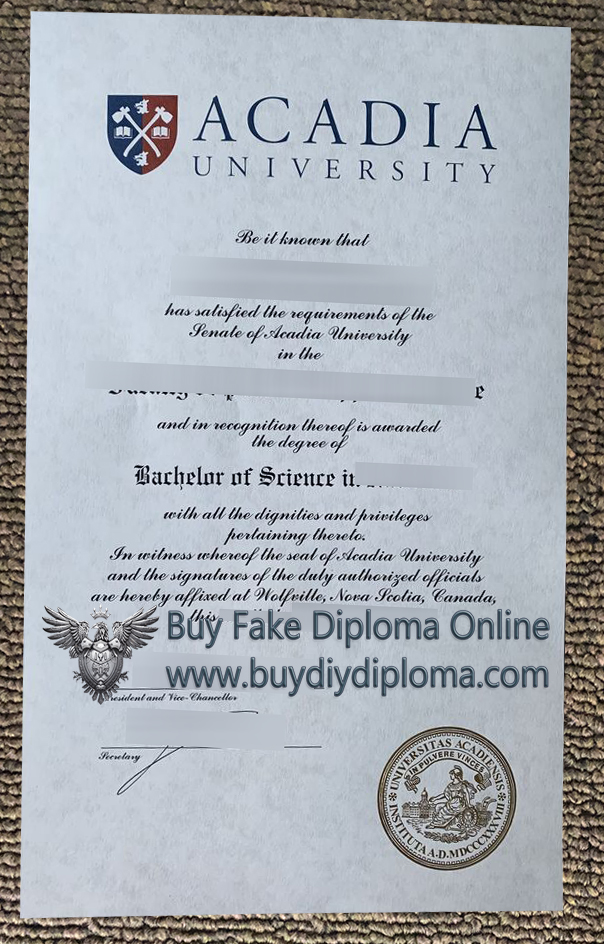 ACADIA
UNIVERSITY
Be it known that
has satisfied the requirements of the
Senate of Acadia University
in the
and in recognition thereof is awarded
the degree of
Bachelor of Science in
with all the dignities and privileges
pertaining thereto.
In witness whereof the seal of Acadia University
and the signatures of the duly authorized officials
are hereby affixed at Wolfville, Nova Scotia, Canada,
this
Buy Fake Diploma Online
www.buydiydiploma.com
President and Vice-Chancellor
Secretary
UNIVERSITAS ACADIENSIS
IN PULVERE VINCES
INSTITUTA A.D. MDCCCXXXVIII